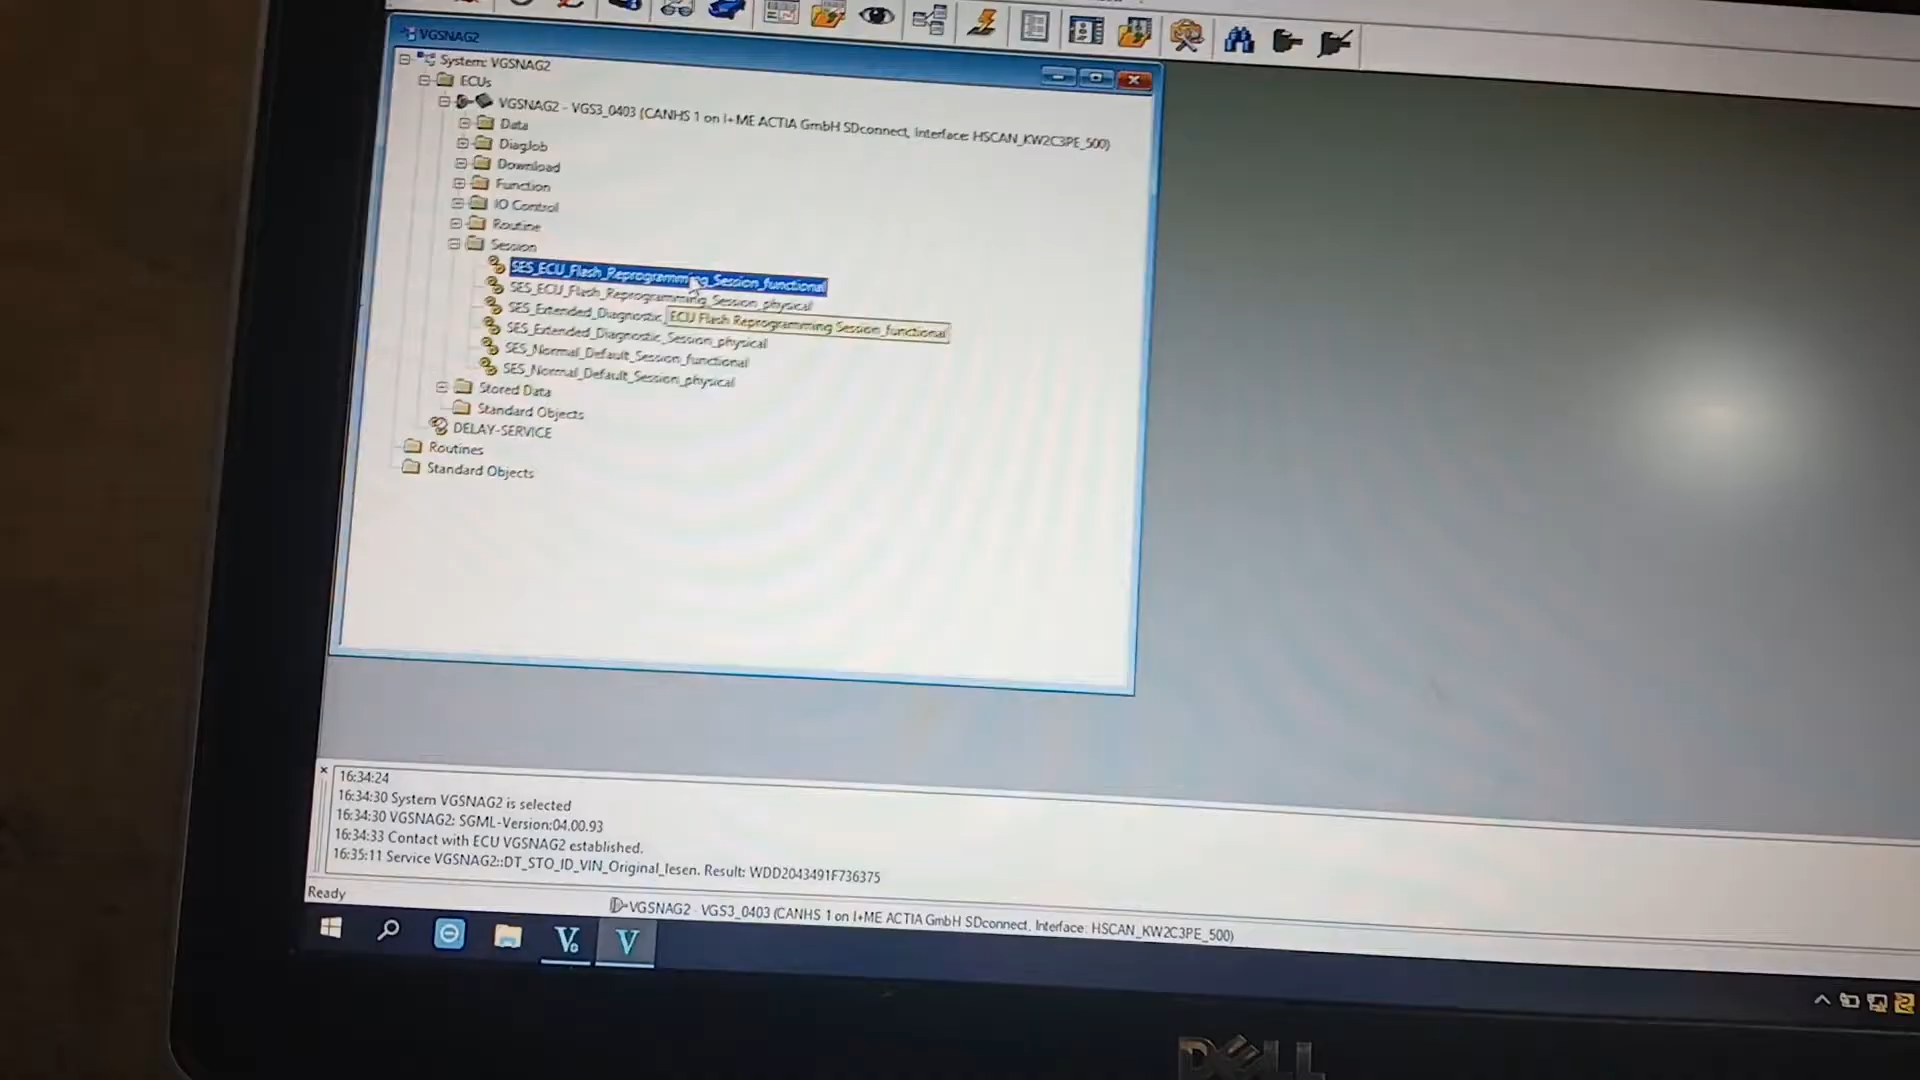 VGSNAG2
System: VGSNAG2
ECUs
VGSNAG2 - VGS3_0403 (CANHS 1 on I+ME ACTIA GmbH SDconnect, Interface: HSCAN_KW2C3PE_500)
Data
DiagJob
Download
Function
IO Control
Routine
Session
SES_ECU_Flash_Reprogramming_Session_functional
SES_ECU_Flash_Reprogramming_Session_physical
SES_Extended_Diagnostic
ECU Flash Reprogramming Session_functional
SES_Extended_Diagnostic_Session_physical
SES_Normal_Default_Session_functional
SES_Normal_Default_Session_physical
Stored Data
Standard Objects
DELAY-SERVICE
Routines
Standard Objects
16:34:24
16:34:30 System VGSNAG2 is selected
16:34:30 VGSNAG2: SGML-Version:04.00.93
16:34:33 Contact with ECU VGSNAG2 established.
16:35:11 Service VGSNAG2::DT_STO_ID_VIN_Original_lesen. Result: WDD2043491F736375
Ready
VGSNAG2 - VGS3_0403 (CANHS 1 on I+ME ACTIA GmbH SDconnect, Interface: HSCAN_KW2C3PE_500)
DELL